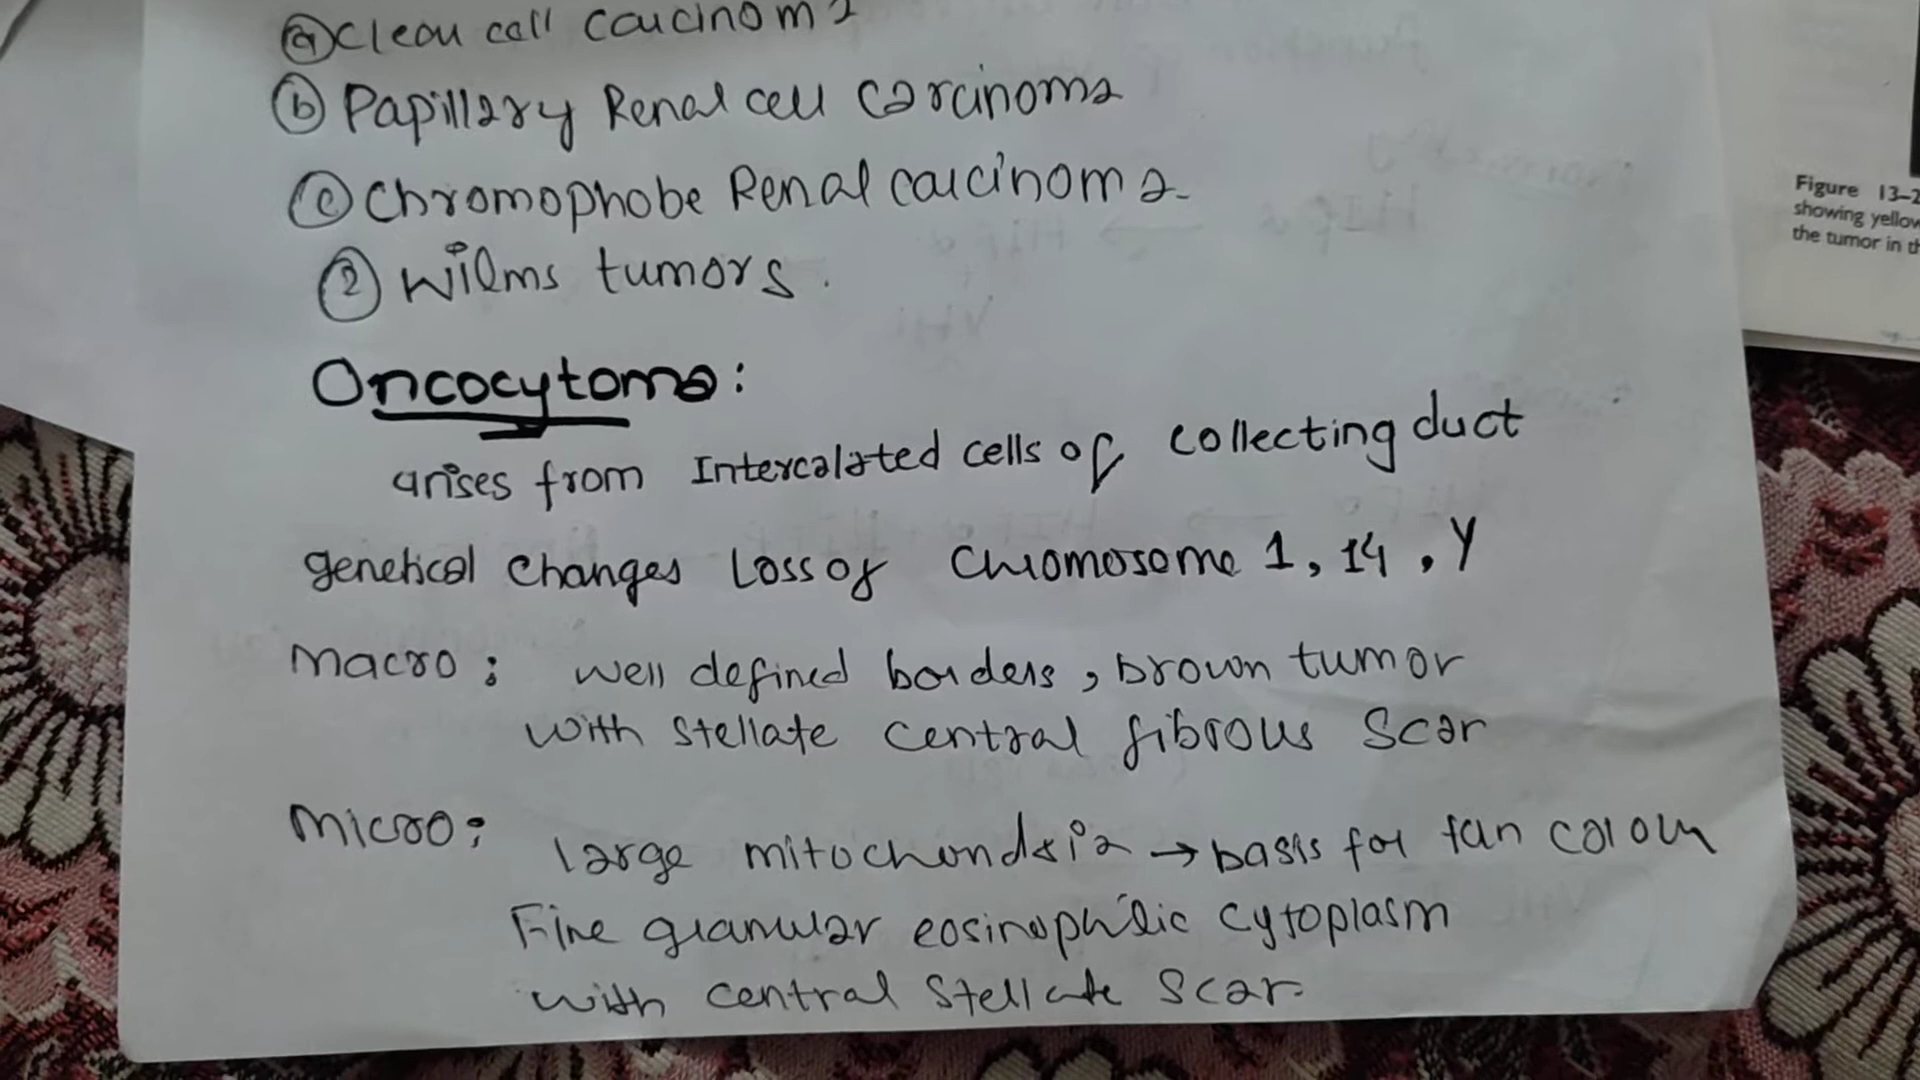 ⓐ Clear cell carcinoma
ⓑ Papillary Renal cell carcinoma
ⓒ Chromophobe Renal carcinoma
② Wilms tumors.
Oncocytoma:
arises from Intercalated cells of collecting duct
genetical changes Loss of Chromosome 1, 14, Y
Macro: well defined borders, brown tumor
with stellate central fibrous scar
Micro: large mitochondria → basis for tan colour
Fine granular eosinophilic cytoplasm
with central stellate scar.
Figure 13–2
showing yellow
the tumor in th